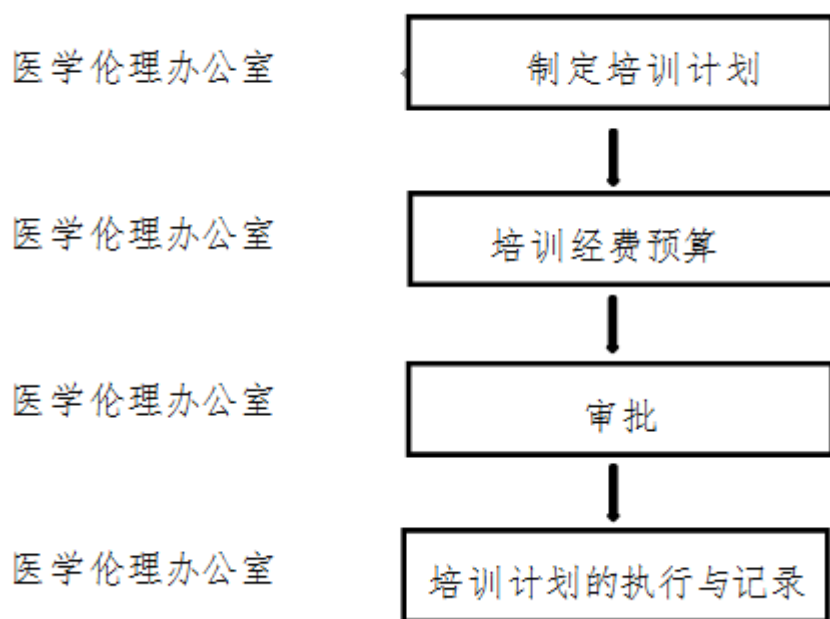 医学伦理办公室 制定培训计划
医学伦理办公室 培训经费预算
医学伦理办公室 审批
医学伦理办公室 培训计划的执行与记录